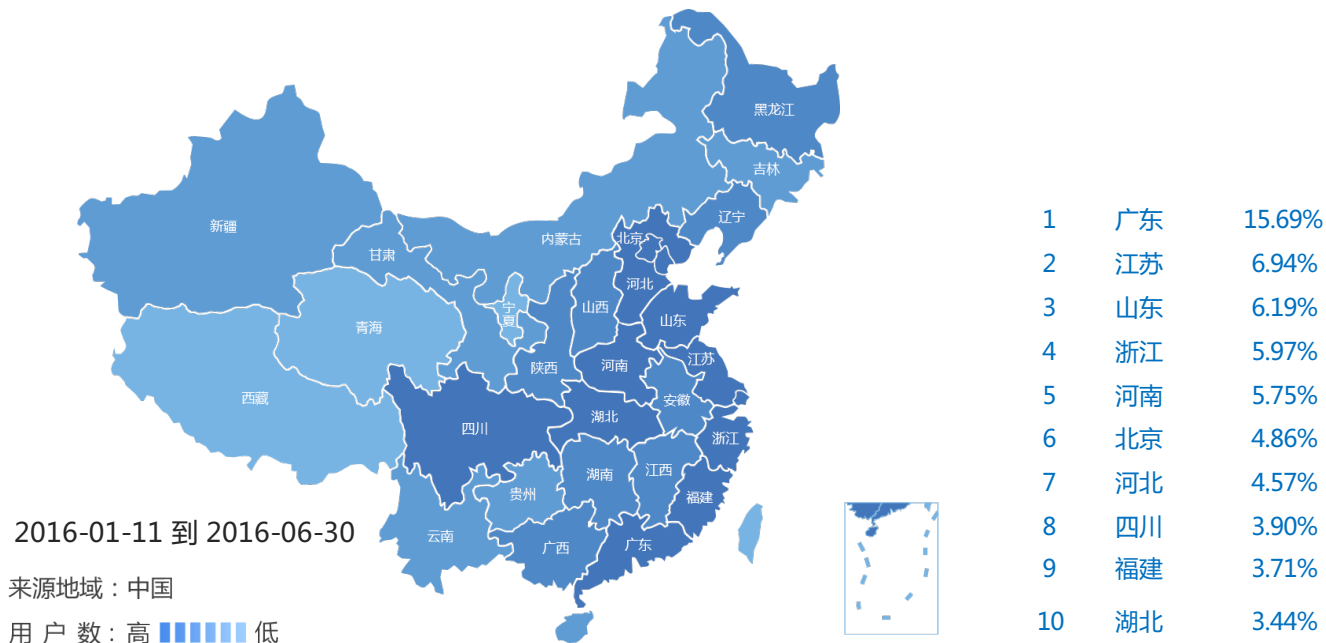 黑龙江
吉林
辽宁
新疆
内蒙古
北京
甘肃
河北
宁夏
山西
山东
青海
江苏
河南
陕西
西藏
安徽
湖北
四川
浙江
湖南
江西
贵州
福建
云南
广西
广东
1 广东 15.69%
2 江苏 6.94%
3 山东 6.19%
4 浙江 5.97%
5 河南 5.75%
6 北京 4.86%
7 河北 4.57%
8 四川 3.90%
9 福建 3.71%
10 湖北 3.44%
2016-01-11 到 2016-06-30
来源地域：中国
用 户 数：高 低